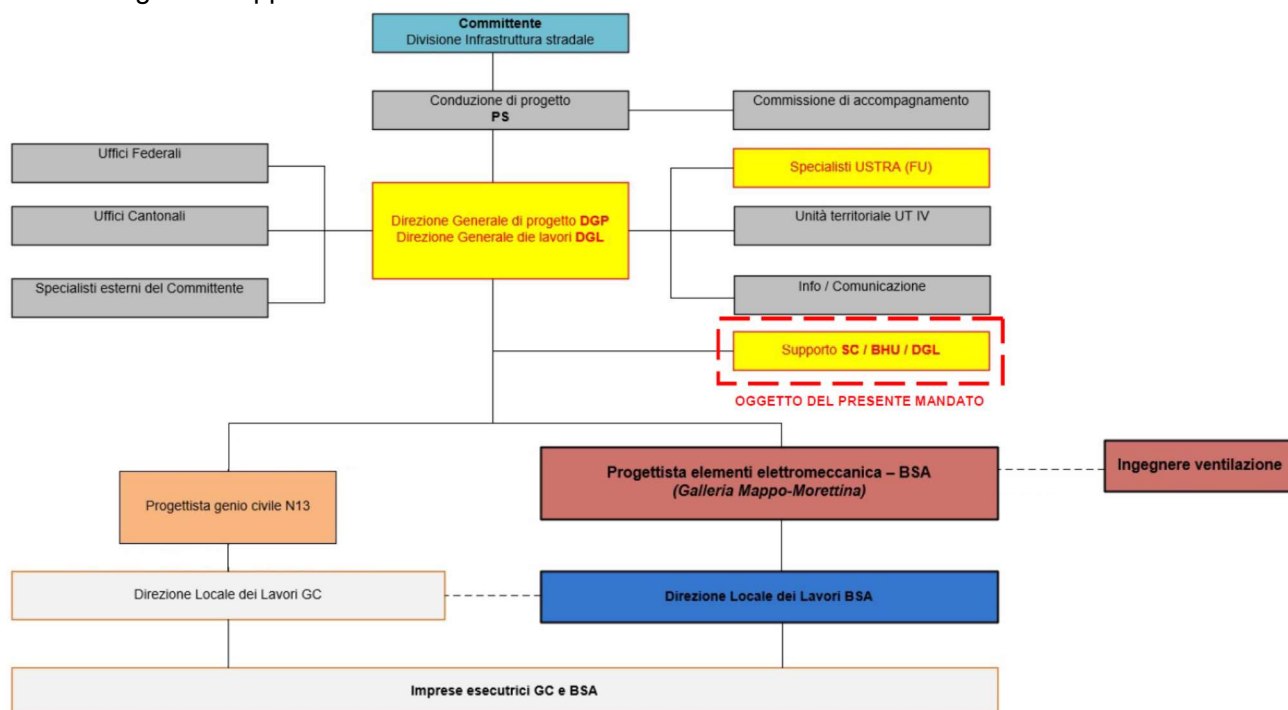 Committente
Divisione Infrastruttura stradale
Conduzione di progetto
PS
Commissione di accompagnamento
Uffici Federali
Specialisti USTRA (FU)
Direzione Generale di progetto DGP
Direzione Generale die lavori DGL
Uffici Cantonali
Unità territoriale UT IV
Specialisti esterni del Committente
Info / Comunicazione
Supporto SC / BHU / DGL
OGGETTO DEL PRESENTE MANDATO
Progettista genio civile N13
Progettista elementi elettromeccanica – BSA
(Galleria Mappo-Morettina)
Ingegnere ventilazione
Direzione Locale dei Lavori GC
Direzione Locale dei Lavori BSA
Imprese esecutrici GC e BSA